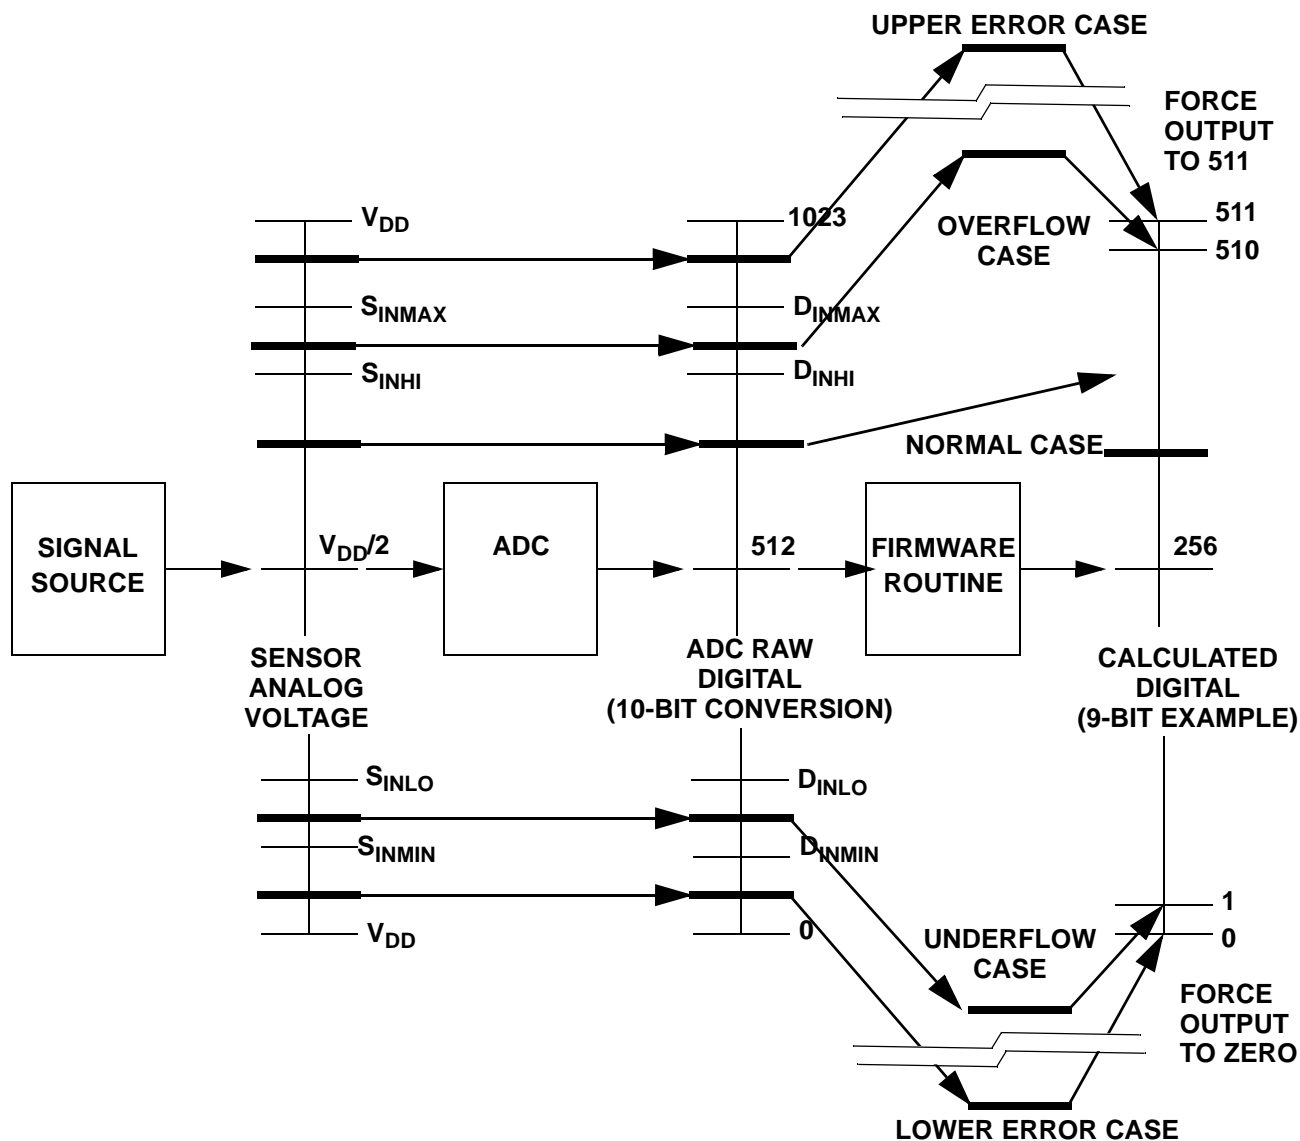 UPPER ERROR CASE
FORCE
OUTPUT
TO 511
VDD
1023
511
OVERFLOW
CASE
510
SINMAX
DINMAX
SINHI
DINHI
NORMAL CASE
SIGNAL
SOURCE
VDD/2
ADC
512
FIRMWARE
ROUTINE
256
SENSOR
ANALOG
VOLTAGE
ADC RAW
DIGITAL
(10-BIT CONVERSION)
CALCULATED
DIGITAL
(9-BIT EXAMPLE)
SINLO
DINLO
SINMIN
DINMIN
1
VDD
0
UNDERFLOW
CASE
0
FORCE
OUTPUT
TO ZERO
LOWER ERROR CASE